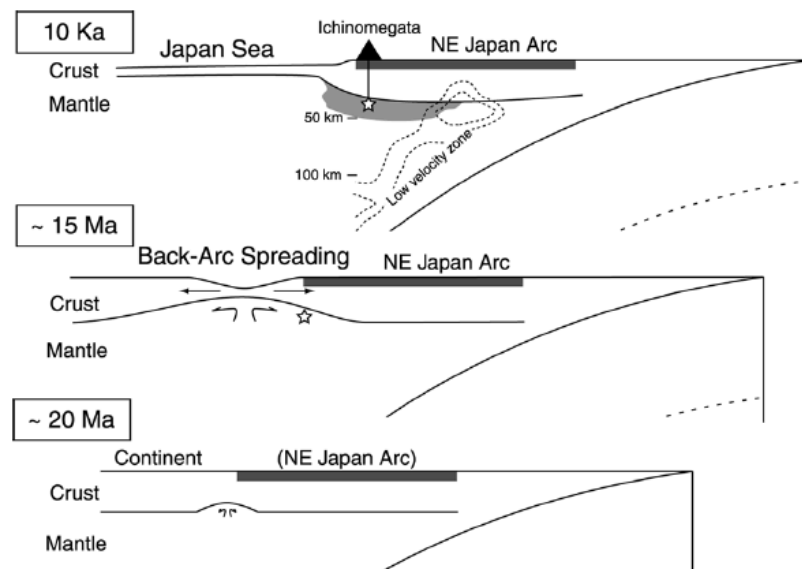 10 Ka
Ichinomegata
Japan Sea
NE Japan Arc
Crust
Mantle
50 km
100 km
Low velocity zone
~ 15 Ma
Back-Arc Spreading
NE Japan Arc
Crust
Mantle
~ 20 Ma
Continent
(NE Japan Arc)
Crust
Mantle